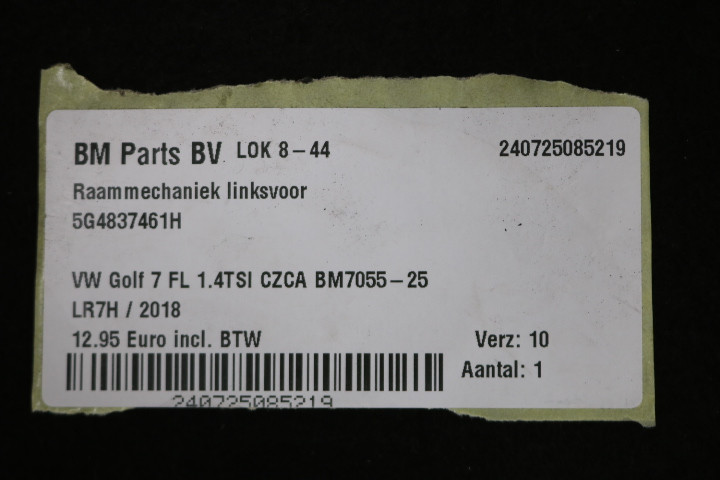 BM Parts BV LOK 8-44 240725085219
Raammechaniek linksvoor
5G4837461H
VW Golf 7 FL 1.4TSI CZCA BM7055-25
LR7H / 2018
12.95 Euro incl. BTW Verz: 10
Aantal: 1
240725085219